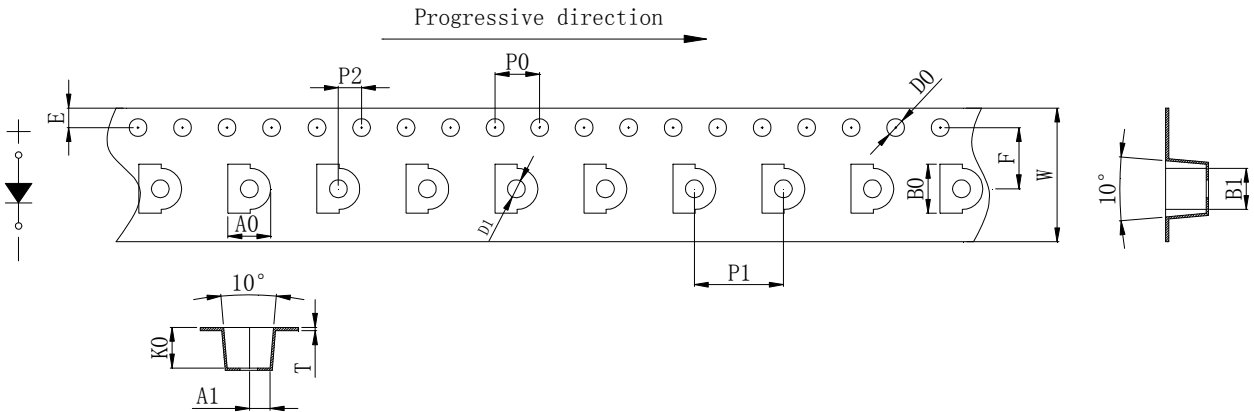 Progressive direction
P2
P0
D0
E
F
W
A0
D1
B0
P1
10°
B1
10°
K0
T
A1